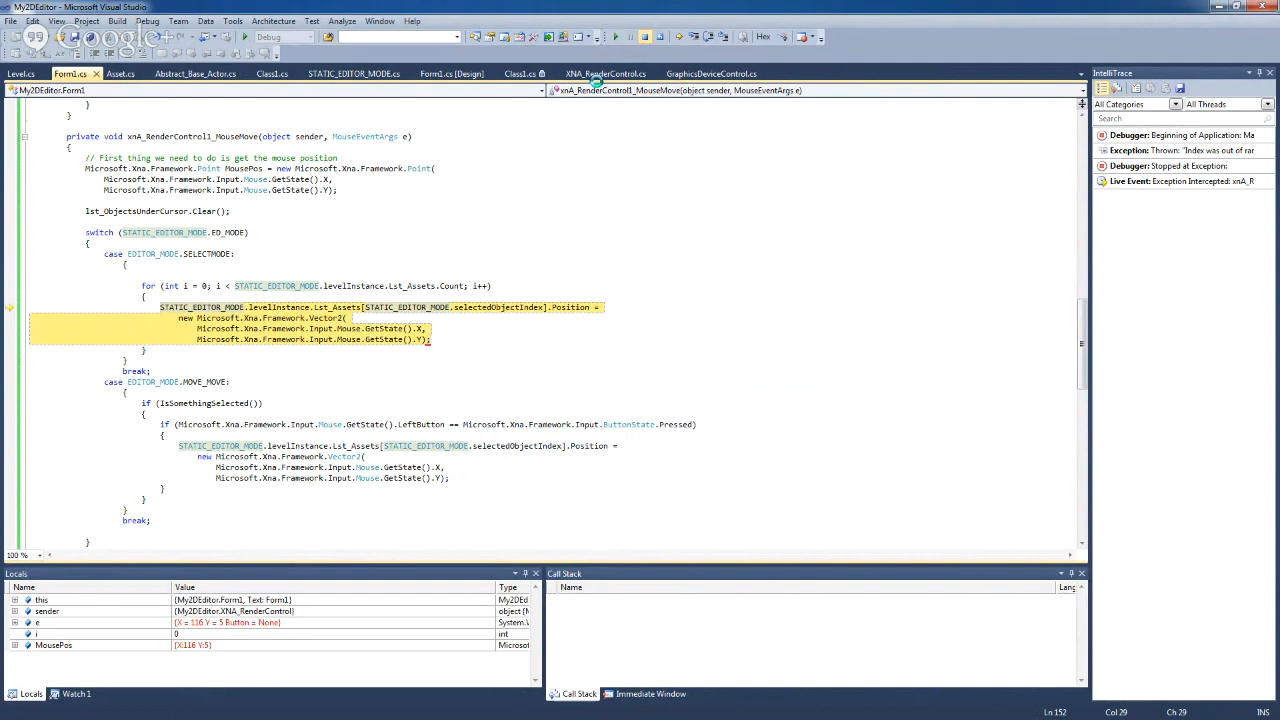 My2DEditor - Microsoft Visual Studio
File Edit View Project Build Debug Team Data Tools Architecture Test Analyze Window Help
Google+
Debug
Hex
Level.cs Form1.cs Asset.cs Abstract_Base_Actor.cs Class1.cs STATIC_EDITOR_MODE.cs Form1.cs [Design] Class1.cs XNA_RenderControl.cs GraphicsDeviceControl.cs
My2DEditor.Form1 xnA_RenderControl1_MouseMove(object sender, MouseEventArgs e)
}
}
private void xnA_RenderControl1_MouseMove(object sender, MouseEventArgs e)
{
// First thing we need to do is get the mouse position
Microsoft.Xna.Framework.Point MousePos = new Microsoft.Xna.Framework.Point(
Microsoft.Xna.Framework.Input.Mouse.GetState().X,
Microsoft.Xna.Framework.Input.Mouse.GetState().Y);
lst_ObjectsUnderCursor.Clear();
switch (STATIC_EDITOR_MODE.ED_MODE)
{
case EDITOR_MODE.SELECTMODE:
{
for (int i = 0; i < STATIC_EDITOR_MODE.levelInstance.Lst_Assets.Count; i++)
{
STATIC_EDITOR_MODE.levelInstance.Lst_Assets[STATIC_EDITOR_MODE.selectedObjectIndex].Position =
new Microsoft.Xna.Framework.Vector2(
Microsoft.Xna.Framework.Input.Mouse.GetState().X,
Microsoft.Xna.Framework.Input.Mouse.GetState().Y);
}
}
break;
case EDITOR_MODE.MOVE_MOVE:
{
if (IsSomethingSelected())
{
if (Microsoft.Xna.Framework.Input.Mouse.GetState().LeftButton == Microsoft.Xna.Framework.Input.ButtonState.Pressed)
{
STATIC_EDITOR_MODE.levelInstance.Lst_Assets[STATIC_EDITOR_MODE.selectedObjectIndex].Position =
new Microsoft.Xna.Framework.Vector2(
Microsoft.Xna.Framework.Input.Mouse.GetState().X,
Microsoft.Xna.Framework.Input.Mouse.GetState().Y);
}
}
}
break;
}
100 %
IntelliTrace
All Categories All Threads
Search
Debugger: Beginning of Application: Ma
Exception: Thrown: "Index was out of ran
Debugger: Stopped at Exception:
Live Event: Exception Intercepted: xnA_R
Locals
Name Value Type
this {My2DEditor.Form1, Text: Form1} My2DEd
sender {My2DEditor.XNA_RenderControl} object {M
e {X = 116 Y = 5 Button = None} System.V
i 0 int
MousePos {X:116 Y:5} Microsof
Locals Watch 1
Call Stack
Name Lang
Call Stack Immediate Window
Ln 152 Col 29 Ch 29 INS